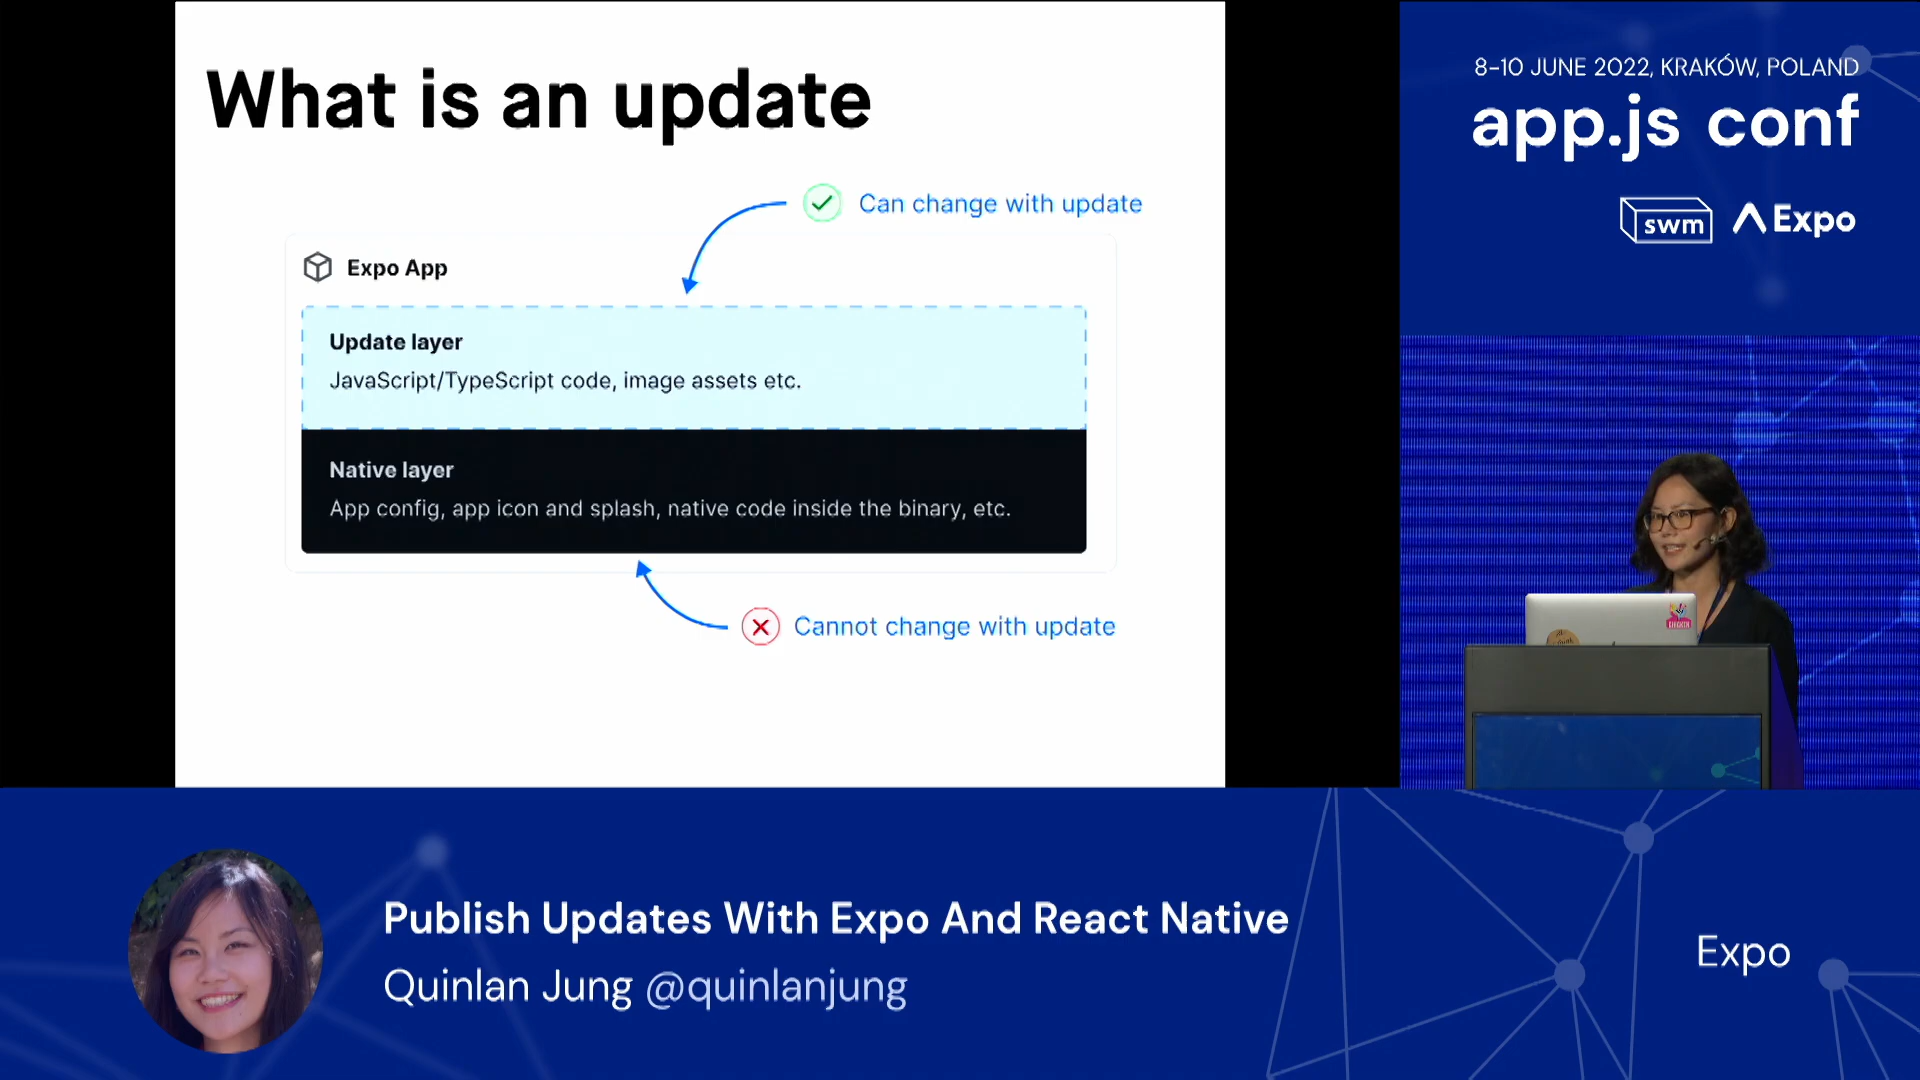 What is an update
Can change with update
Expo App
Update layer
JavaScript/TypeScript code, image assets etc.
Native layer
App config, app icon and splash, native code inside the binary, etc.
Cannot change with update
8-10 JUNE 2022, KRAKÓW, POLAND
app.js conf
swm Expo
Publish Updates With Expo And React Native
Quinlan Jung @quinlanjung
Expo